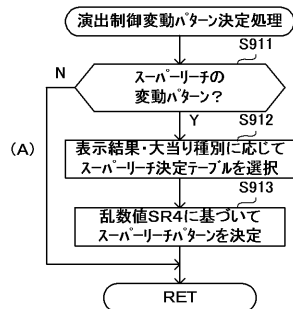 演出制御変動パターン決定処理
S911
N
スーパーリーチの
変動パターン?
Y
S912
(A)
表示結果・大当り種別に応じて
スーパーリーチ決定テーブルを選択
S913
乱数値SR4に基づいて
スーパーリーチパターンを決定
RET